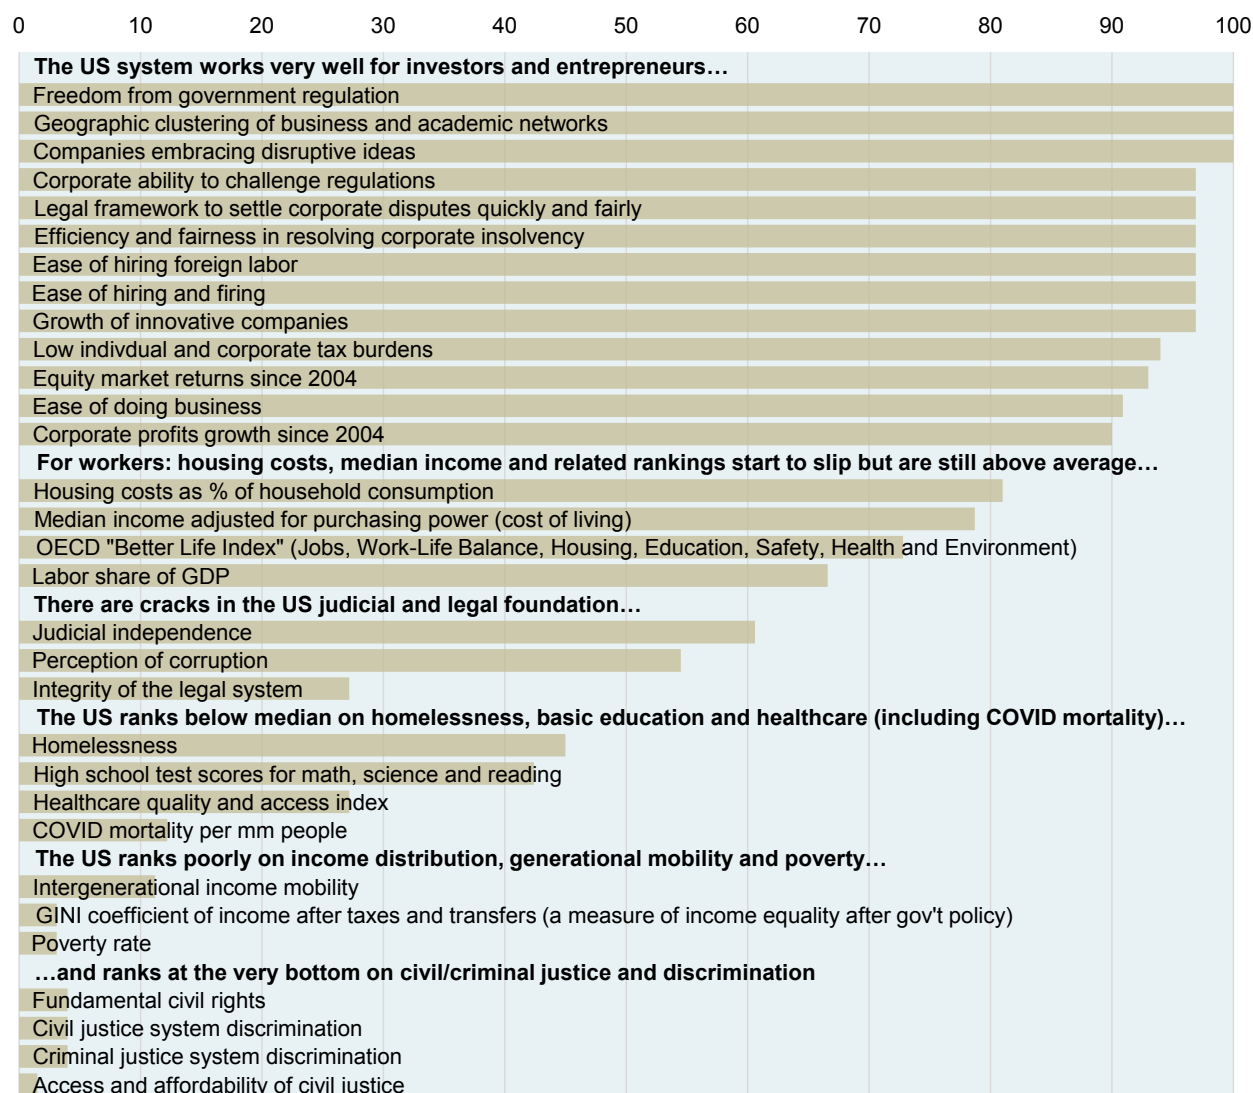 0 10 20 30 40 50 60 70 80 90 100
The US system works very well for investors and entrepreneurs…
Freedom from government regulation
Geographic clustering of business and academic networks
Companies embracing disruptive ideas
Corporate ability to challenge regulations
Legal framework to settle corporate disputes quickly and fairly
Efficiency and fairness in resolving corporate insolvency
Ease of hiring foreign labor
Ease of hiring and firing
Growth of innovative companies
Low indivdual and corporate tax burdens
Equity market returns since 2004
Ease of doing business
Corporate profits growth since 2004
For workers: housing costs, median income and related rankings start to slip but are still above average…
Housing costs as % of household consumption
Median income adjusted for purchasing power (cost of living)
OECD "Better Life Index" (Jobs, Work-Life Balance, Housing, Education, Safety, Health and Environment)
Labor share of GDP
There are cracks in the US judicial and legal foundation…
Judicial independence
Perception of corruption
Integrity of the legal system
The US ranks below median on homelessness, basic education and healthcare (including COVID mortality)…
Homelessness
High school test scores for math, science and reading
Healthcare quality and access index
COVID mortality per mm people
The US ranks poorly on income distribution, generational mobility and poverty…
Intergenerational income mobility
GINI coefficient of income after taxes and transfers (a measure of income equality after gov't policy)
Poverty rate
…and ranks at the very bottom on civil/criminal justice and discrimination
Fundamental civil rights
Civil justice system discrimination
Criminal justice system discrimination
Access and affordability of civil justice